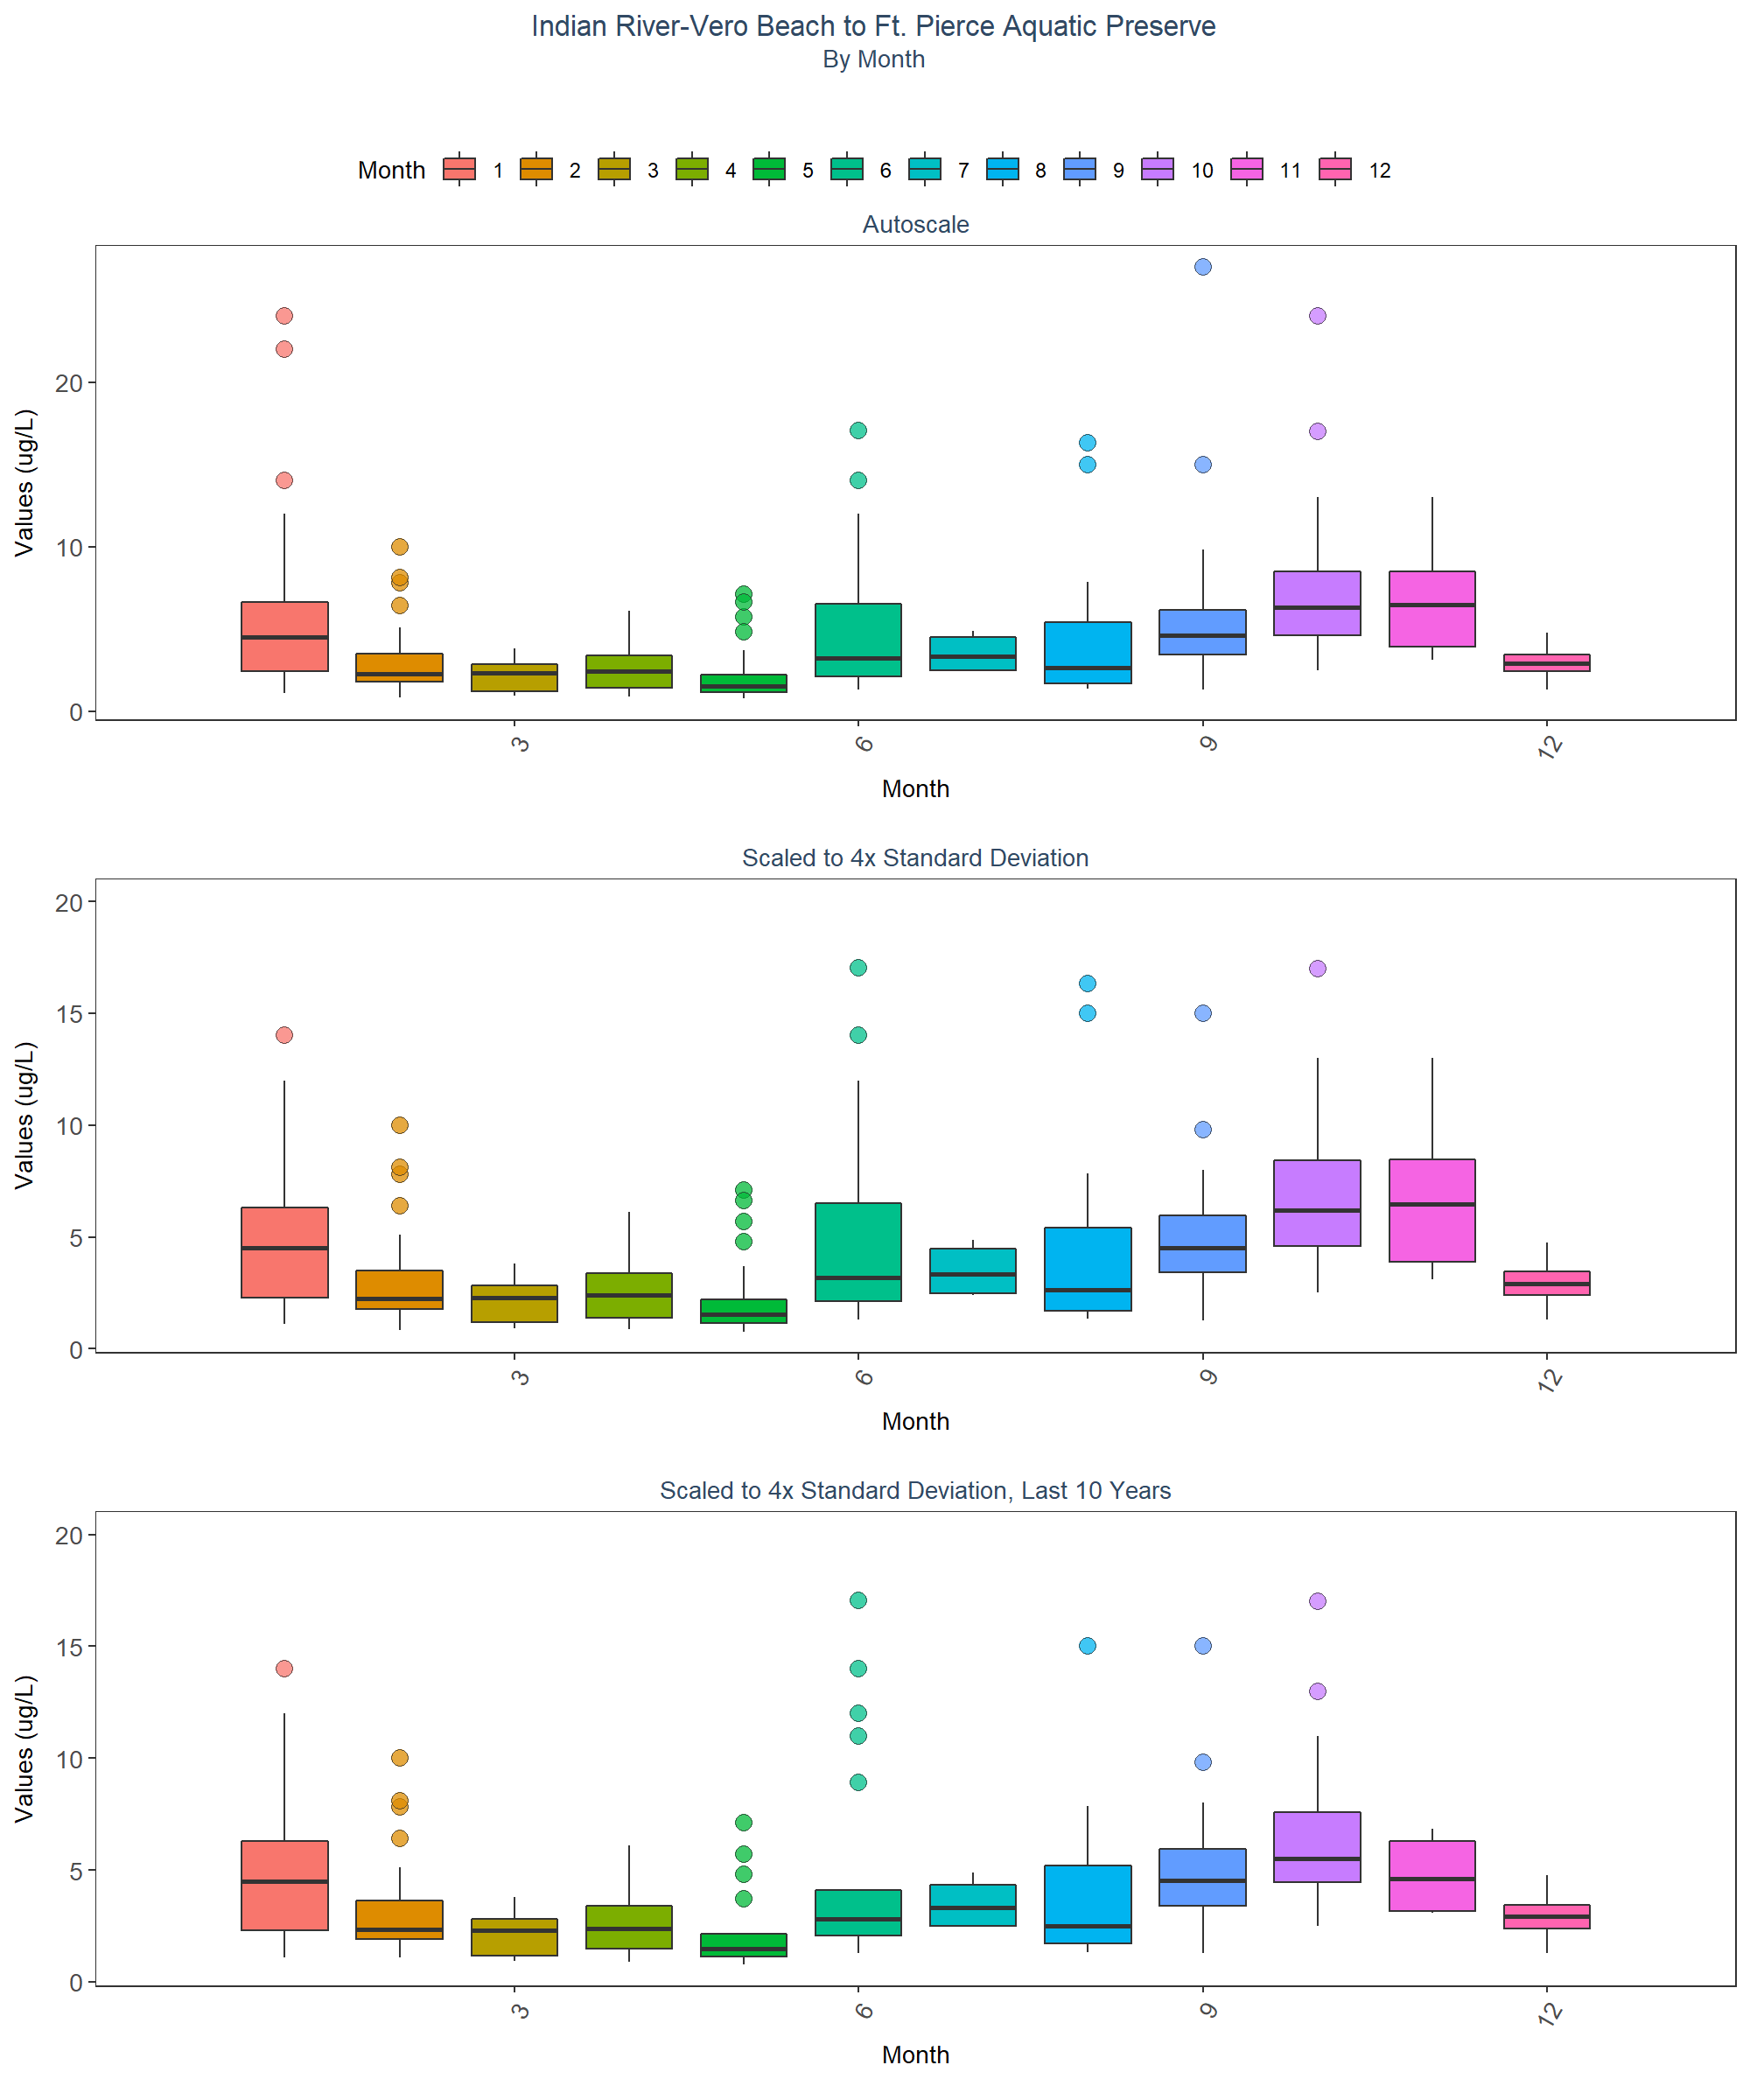 Indian River-Vero Beach to Ft. Pierce Aquatic Preserve
By Month
Month 1 2 3 4 5 6 7 8 9 10 11 12
Autoscale
Values (ug/L)
20
10
0
3 6 9 12
Month
Scaled to 4x Standard Deviation
Values (ug/L)
20
15
10
5
0
3 6 9 12
Month
Scaled to 4x Standard Deviation, Last 10 Years
Values (ug/L)
20
15
10
5
0
3 6 9 12
Month